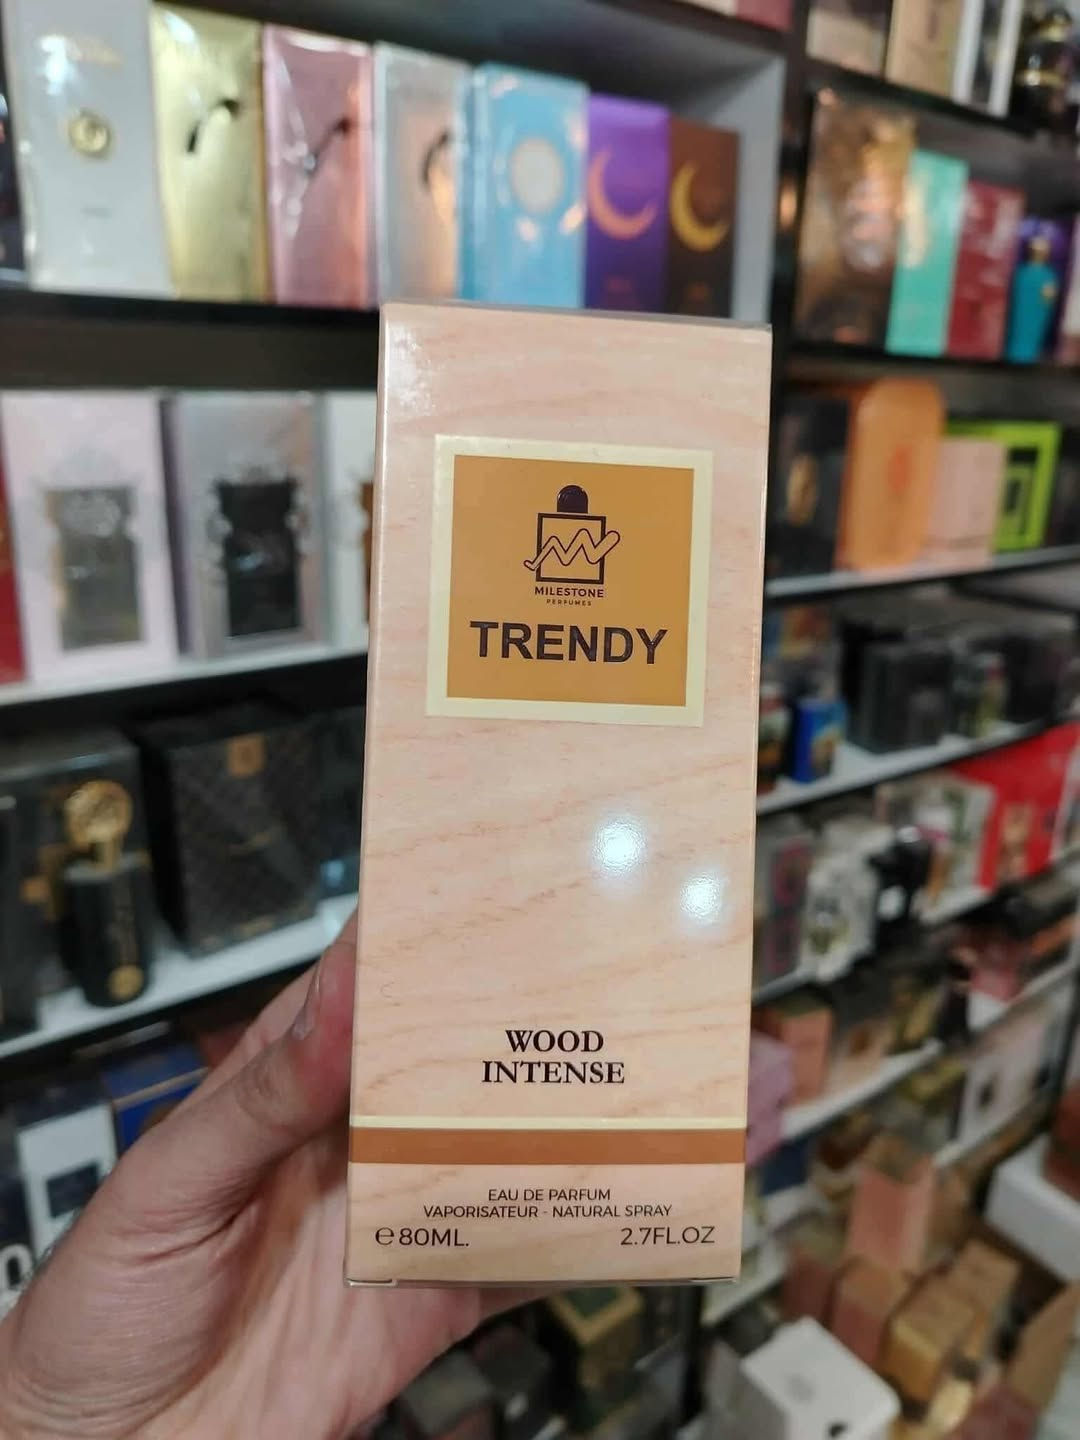 MILESTONE
PERFUMES
TRENDY
WOOD
INTENSE
EAU DE PARFUM
VAPORISATEUR - NATURAL SPRAY
℮80ML. 2.7FL.OZ